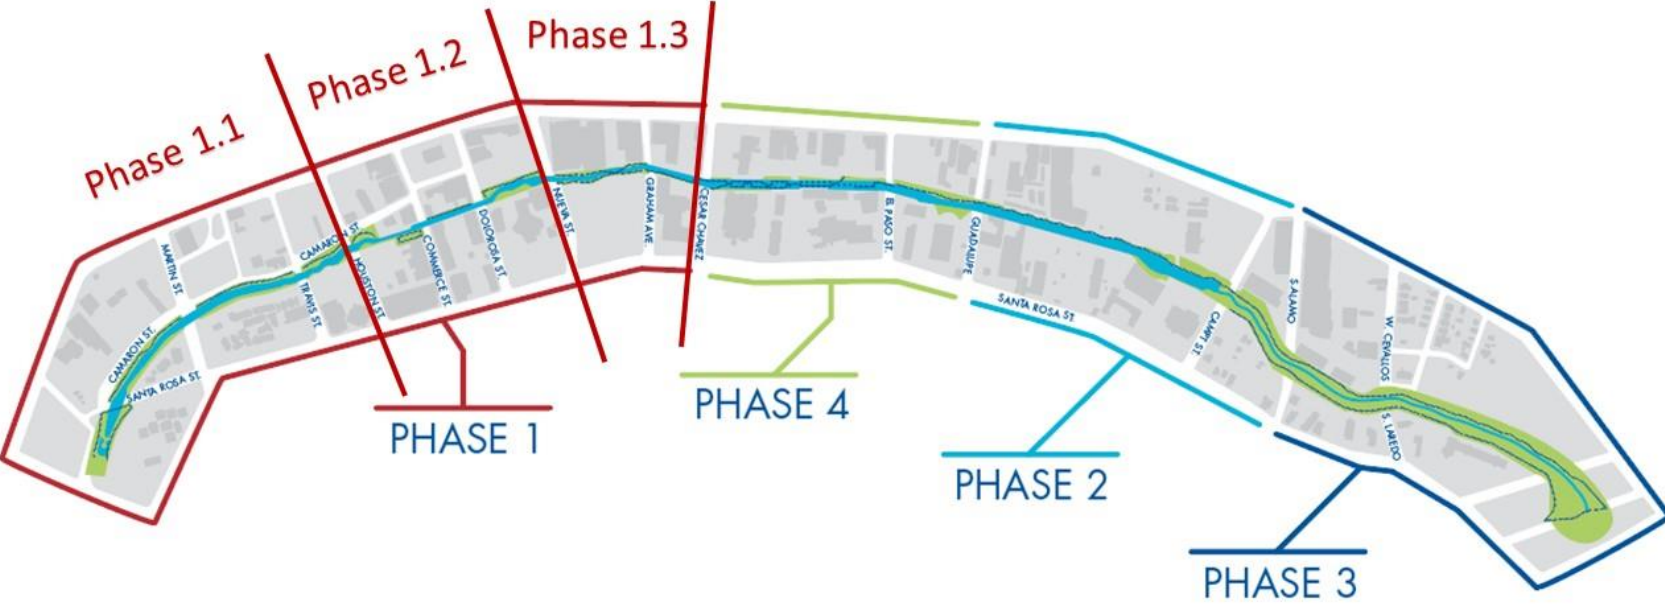 Phase 1.1
Phase 1.2
Phase 1.3
MARTIN ST.
CAMARON ST.
CAMARON ST.
SANTA ROSA ST.
TRAVIS ST.
HOUSTON ST.
COMMERCE ST.
DOLOROSA ST.
NUEVA ST.
GRAHAM AVE.
CESAR CHAVEZ
EL PASO ST.
GUADALUPE
SANTA ROSA ST.
CAMP ST.
S.ALAMO
W. CEVALLOS
S. LAREDO
PHASE 1
PHASE 4
PHASE 2
PHASE 3